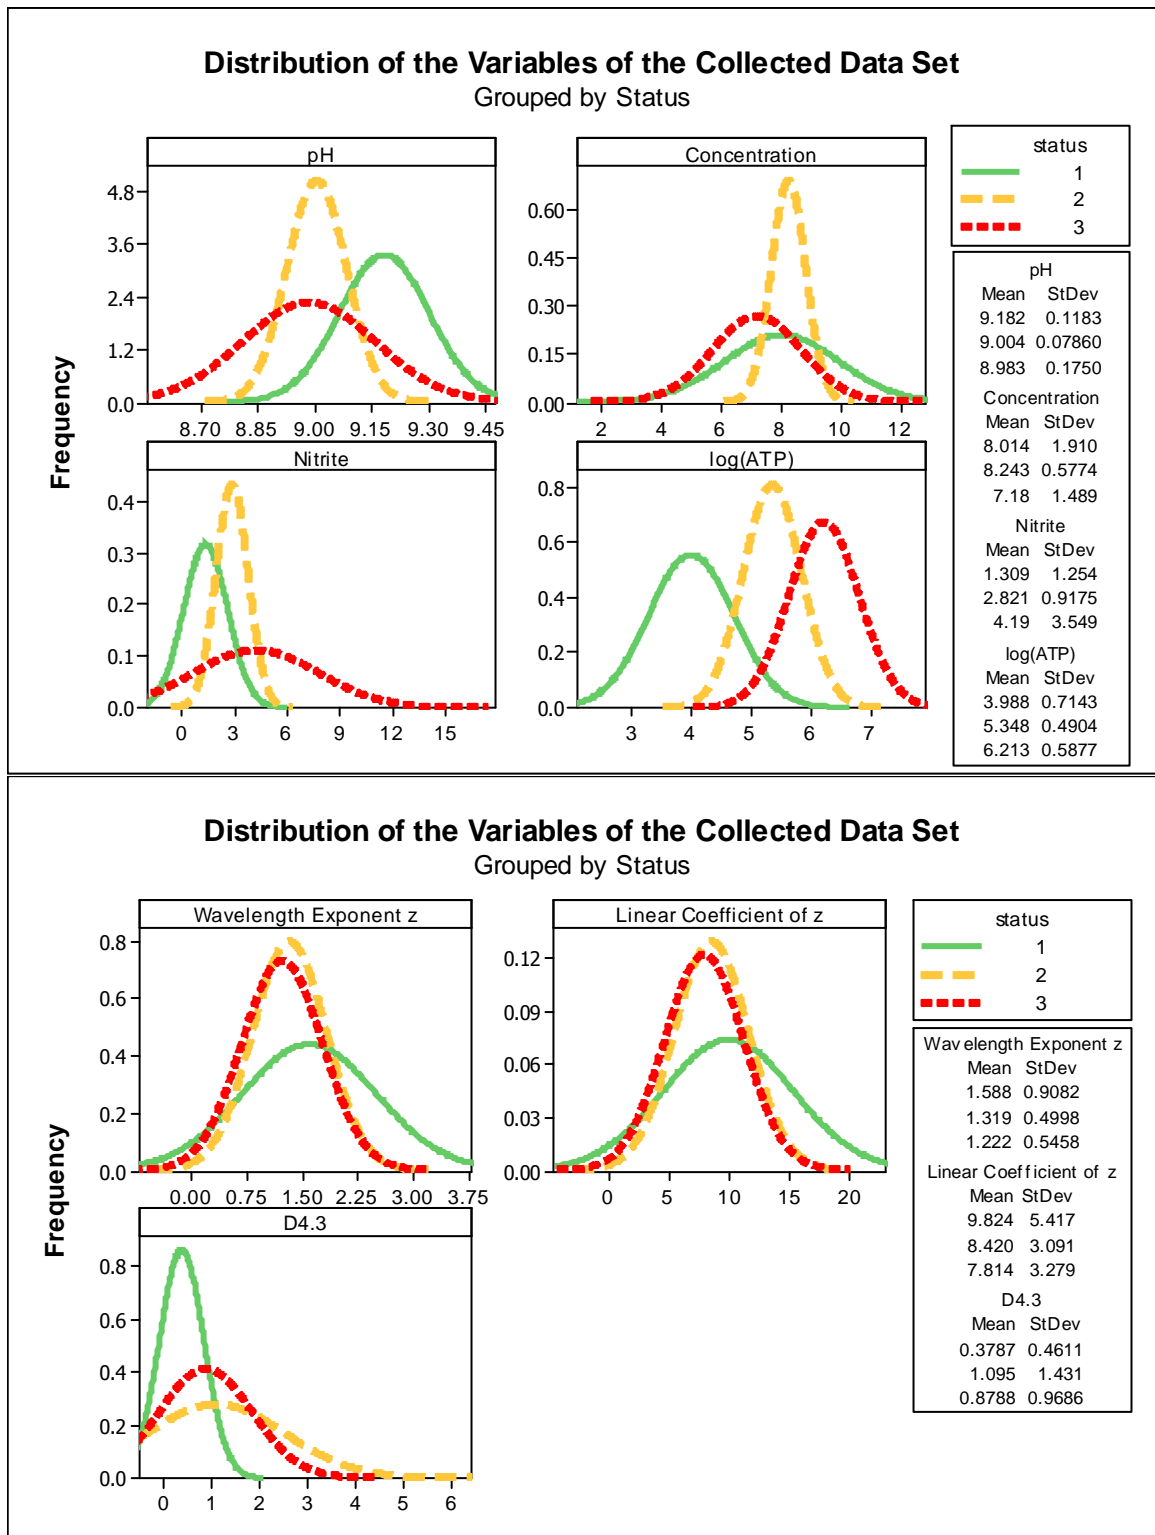 Distribution of the Variables of the Collected Data Set
Grouped by Status
pH
Concentration
4.8
3.6
2.4
1.2
0.0
8.70 8.85 9.00 9.15 9.30 9.45
0.60
0.45
0.30
0.15
0.00
2 4 6 8 10 12
Nitrite
log(ATP)
0.4
0.3
0.2
0.1
0.0
0 3 6 9 12 15
0.8
0.6
0.4
0.2
0.0
3 4 5 6 7
Frequency
status
1
2
3
pH
Mean StDev
9.182 0.1183
9.004 0.07860
8.983 0.1750
Concentration
Mean StDev
8.014 1.910
8.243 0.5774
7.18 1.489
Nitrite
Mean StDev
1.309 1.254
2.821 0.9175
4.19 3.549
log(ATP)
Mean StDev
3.988 0.7143
5.348 0.4904
6.213 0.5877
Distribution of the Variables of the Collected Data Set
Grouped by Status
Wavelength Exponent z
Linear Coefficient of z
0.8
0.6
0.4
0.2
0.0
0.00 0.75 1.50 2.25 3.00 3.75
0.12
0.09
0.06
0.03
0.00
0 5 10 15 20
D4.3
0.8
0.6
0.4
0.2
0.0
0 1 2 3 4 5 6
Frequency
status
1
2
3
Wavelength Exponent z
Mean StDev
1.588 0.9082
1.319 0.4998
1.222 0.5458
Linear Coefficient of z
Mean StDev
9.824 5.417
8.420 3.091
7.814 3.279
D4.3
Mean StDev
0.3787 0.4611
1.095 1.431
0.8788 0.9686